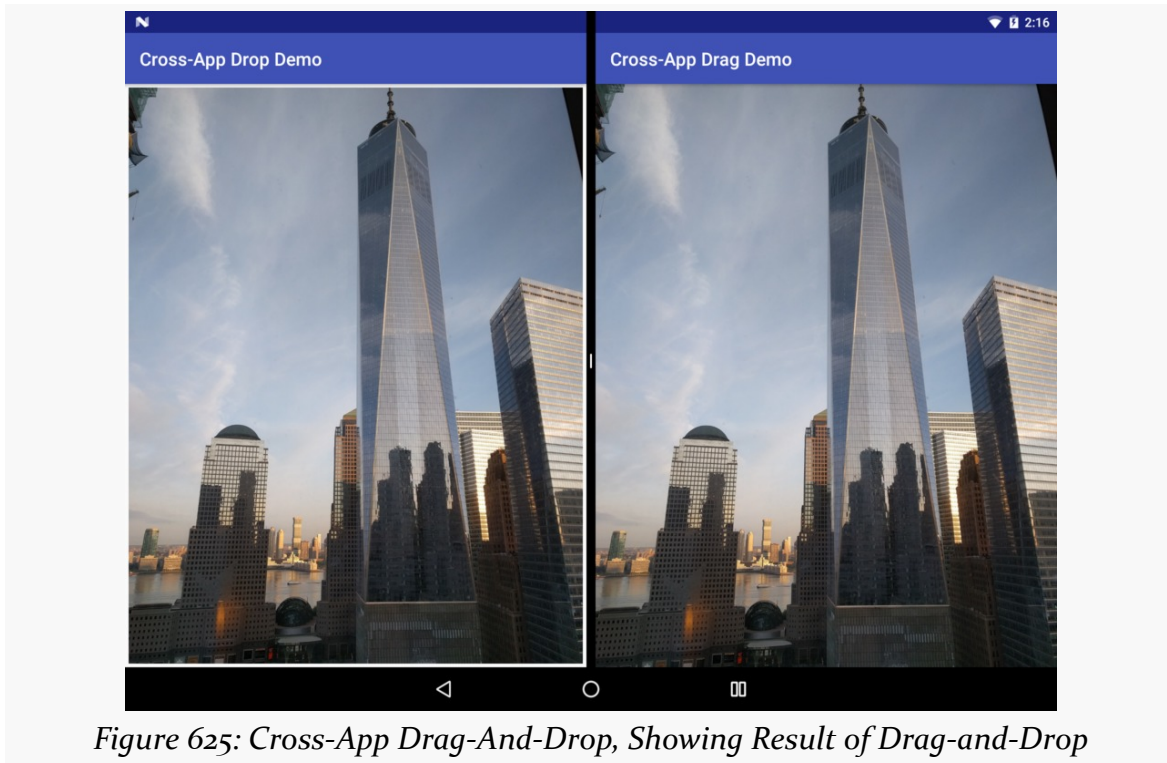 2:16
Cross-App Drop Demo
Cross-App Drag Demo
Figure 625: Cross-App Drag-And-Drop, Showing Result of Drag-and-Drop